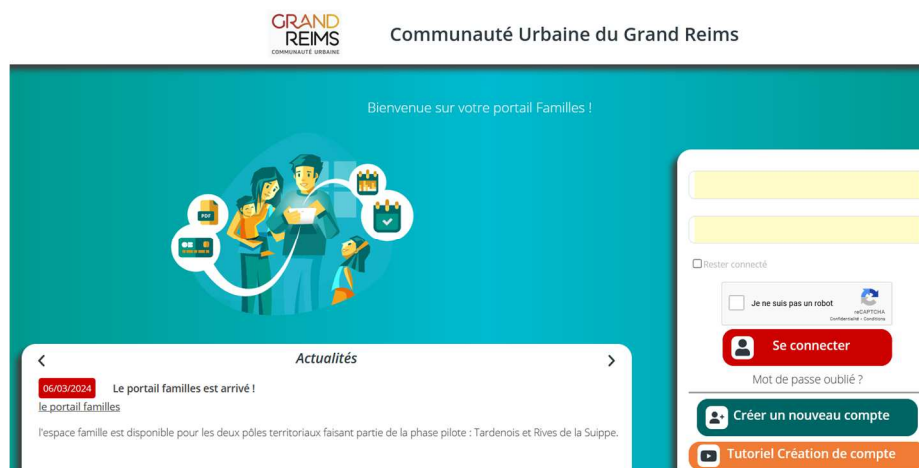 GRAND
REIMS
COMMUNAUTÉ URBAINE
Communauté Urbaine du Grand Reims
Bienvenue sur votre portail Familles !
PDF
Rester connecté
Je ne suis pas un robot
reCAPTCHA
Confidentialité - Conditions
Se connecter
Mot de passe oublié ?
Créer un nouveau compte
Tutoriel Création de compte
Actualités
06/03/2024 Le portail familles est arrivé !
le portail familles
l'espace famille est disponible pour les deux pôles territoriaux faisant partie de la phase pilote : Tardenois et Rives de la Suippe.